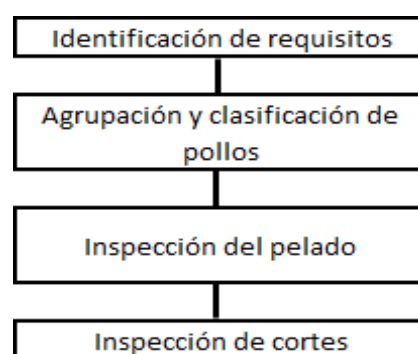 Identificación de requisitos
Agrupación y clasificación de
pollos
Inspección del pelado
Inspección de cortes